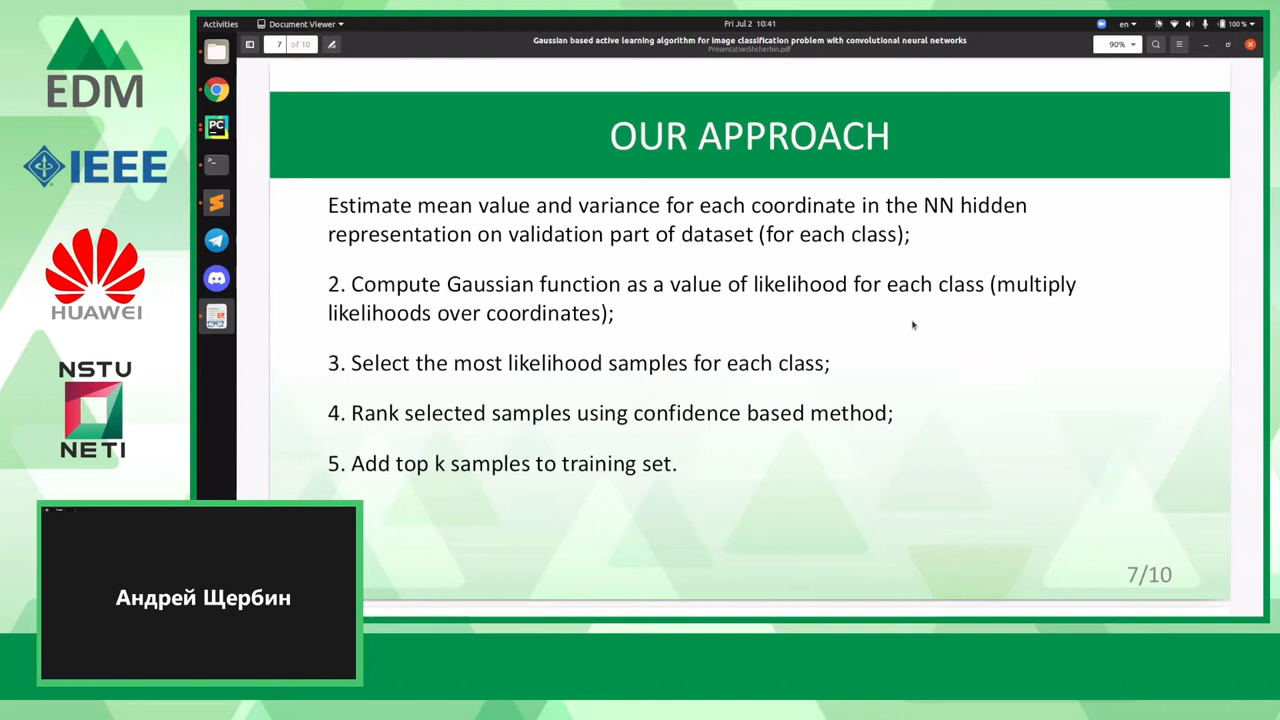 Activities
Document Viewer
Fri Jul 2 10:41
en
100 %
7 of 10
Gaussian based active learning algorithm for image classification problem with convolutional neural networks
PresentationShcherbin.pdf
90%
EDM
IEEE
HUAWEI
NSTU
NETI
PC
OUR APPROACH
Estimate mean value and variance for each coordinate in the NN hidden
representation on validation part of dataset (for each class);
2. Compute Gaussian function as a value of likelihood for each class (multiply
likelihoods over coordinates);
3. Select the most likelihood samples for each class;
4. Rank selected samples using confidence based method;
5. Add top k samples to training set.
7/10
Андрей Щербин